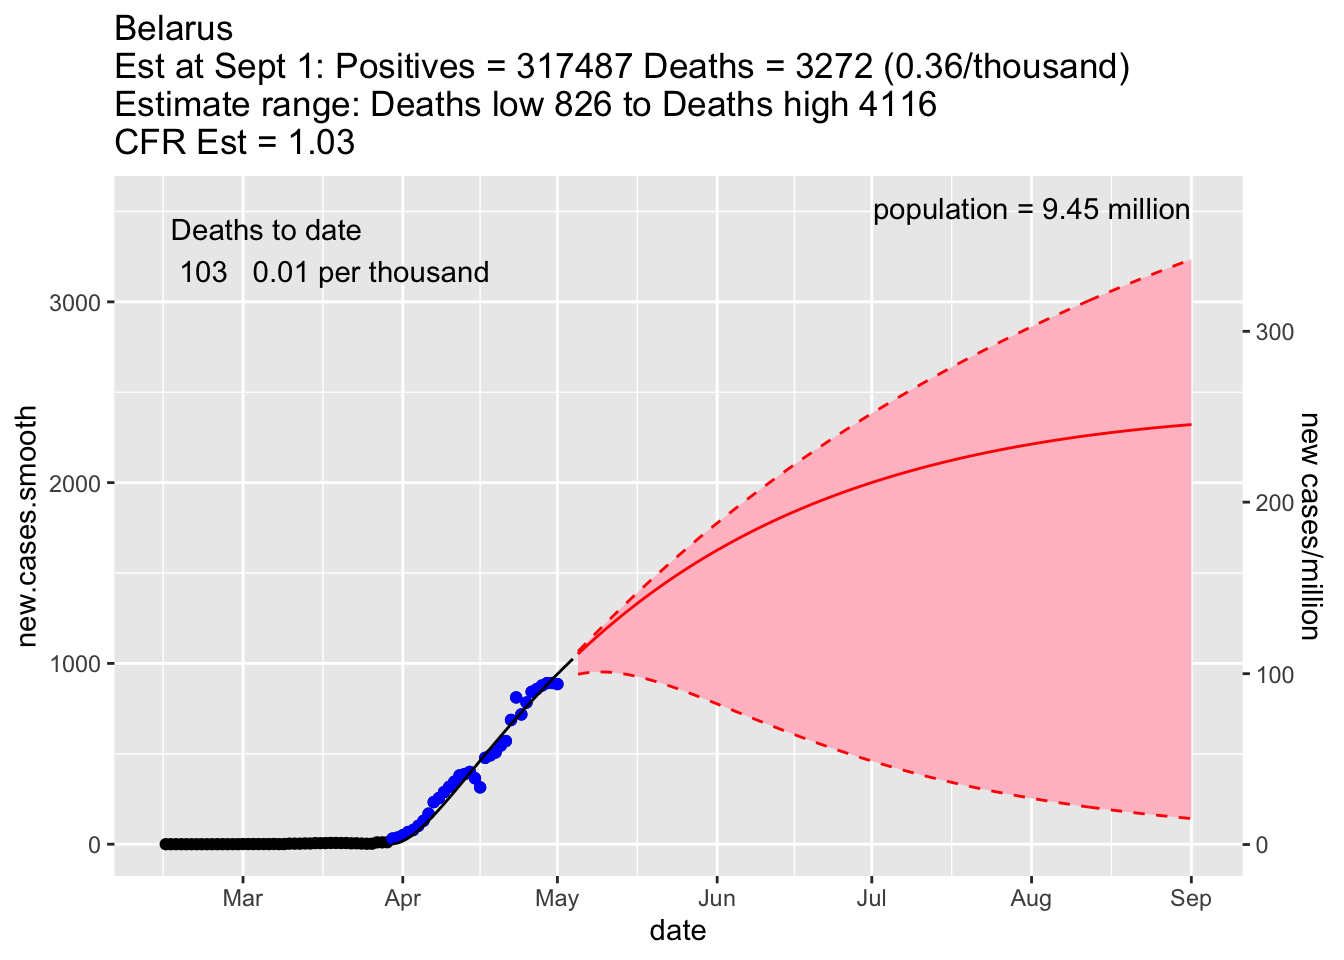 Belarus
Est at Sept 1: Positives = 317487 Deaths = 3272 (0.36/thousand)
Estimate range: Deaths low 826 to Deaths high 4116
CFR Est = 1.03
population = 9.45 million
Deaths to date
103 0.01 per thousand
3000
2000
1000
0
new.cases.smooth
300
200
100
0
new cases/million
Mar Apr May Jun Jul Aug Sep
date